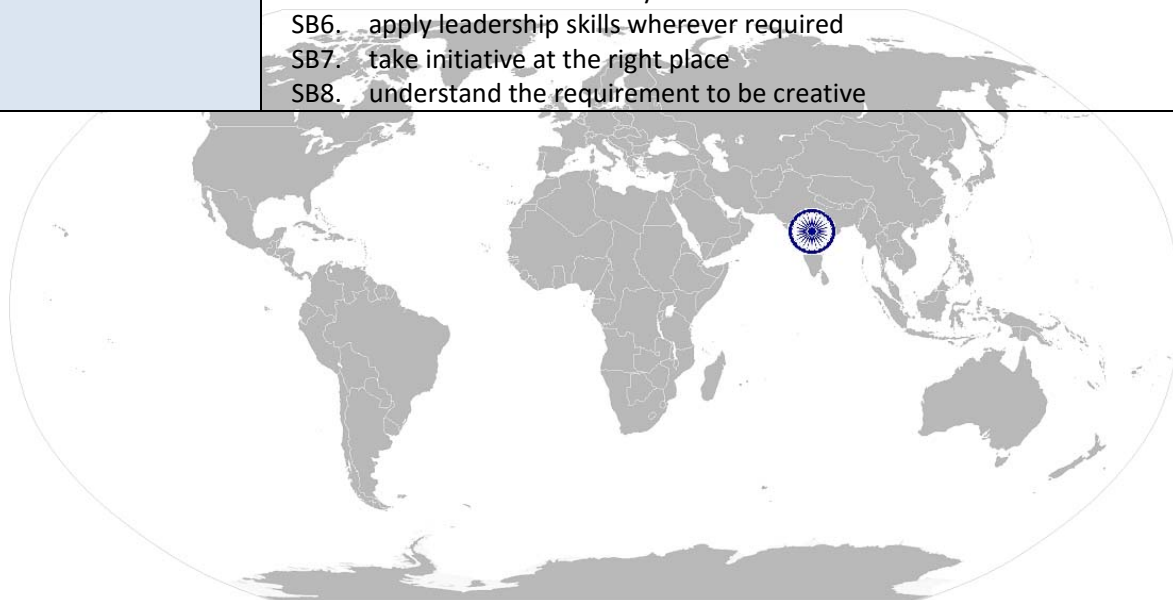 SB6. apply leadership skills wherever required
SB7. take initiative at the right place
SB8. understand the requirement to be creative